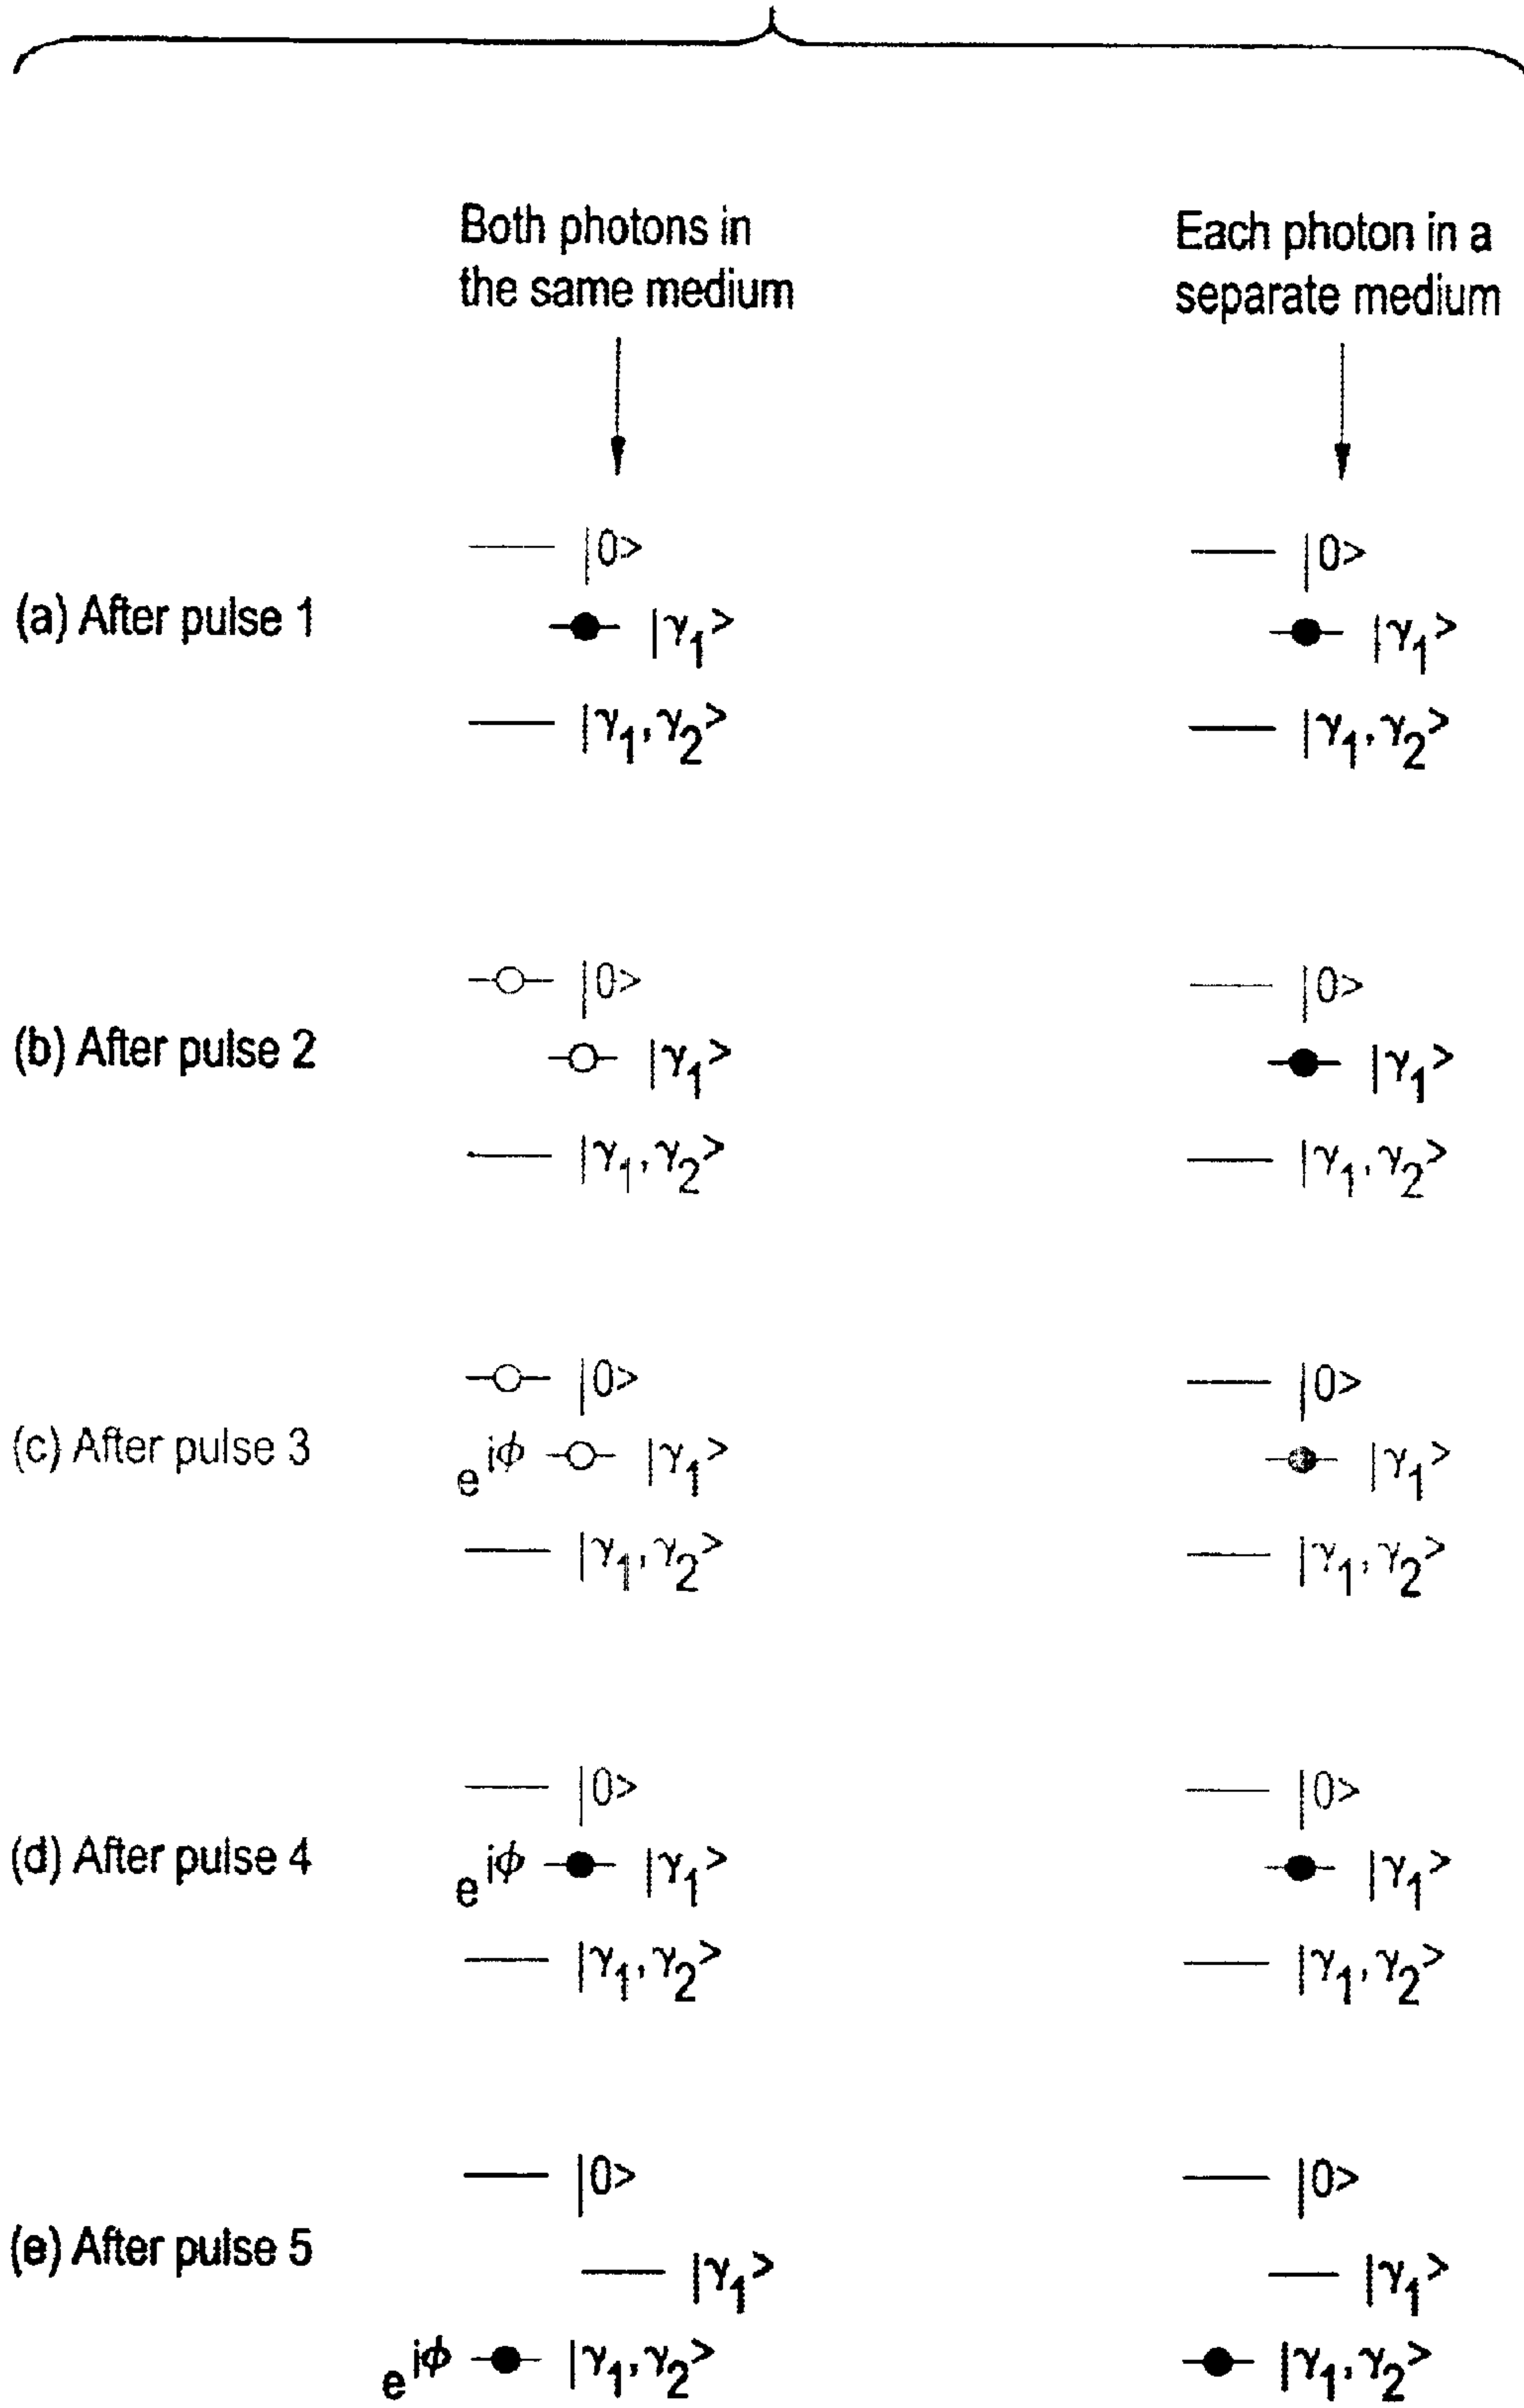 Both photons in
the same medium
Each photon in a
separate medium
(a) After pulse 1
|0>
|γ1>
|γ1,γ2>
|0>
|γ1>
|γ1,γ2>
(b) After pulse 2
|0>
|γ1>
|γ1,γ2>
|0>
|γ1>
|γ1,γ2>
(c) After pulse 3
|0>
e^iϕ |γ1>
|γ1,γ2>
|0>
|γ1>
|γ1,γ2>
(d) After pulse 4
|0>
e^iϕ |γ1>
|γ1,γ2>
|0>
|γ1>
|γ1,γ2>
(e) After pulse 5
|0>
|γ1>
e^iϕ |γ1,γ2>
|0>
|γ1>
|γ1,γ2>